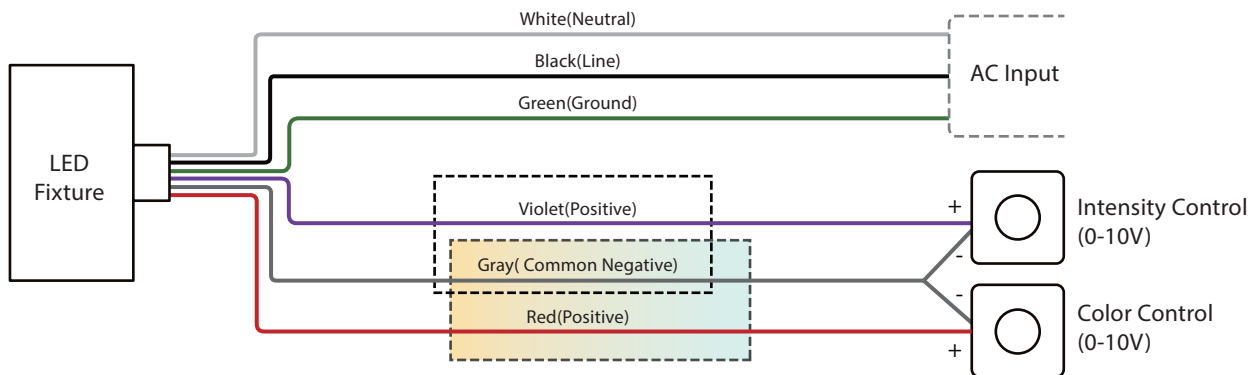 White(Neutral)
Black(Line)
AC Input
Green(Ground)
LED
Fixture
Violet(Positive)
+
Intensity Control
(0-10V)
-
Gray( Common Negative)
-
Red(Positive)
Color Control
(0-10V)
+